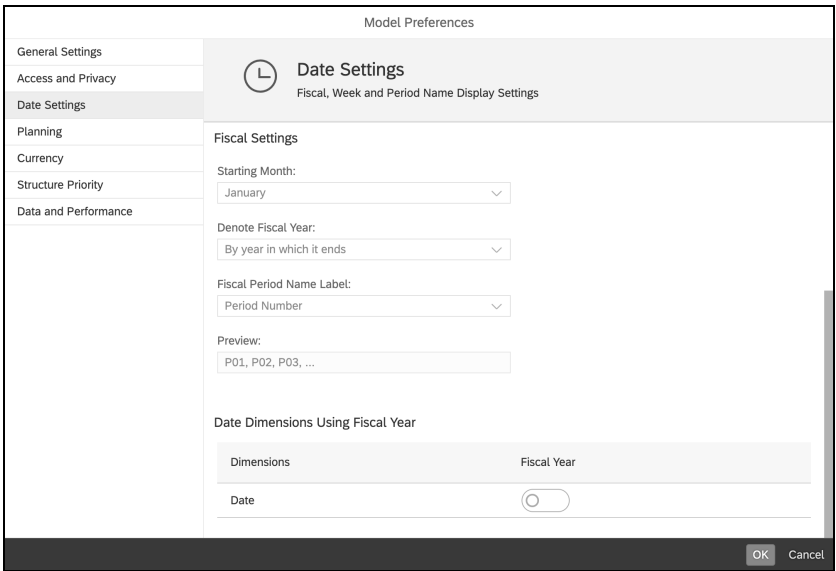 Model Preferences
General Settings
Access and Privacy
Date Settings
Planning
Currency
Structure Priority
Data and Performance
Date Settings
Fiscal, Week and Period Name Display Settings
Fiscal Settings
Starting Month:
January
Denote Fiscal Year:
By year in which it ends
Fiscal Period Name Label:
Period Number
Preview:
P01, P02, P03, ...
Date Dimensions Using Fiscal Year
Dimensions Fiscal Year
Date
OK Cancel